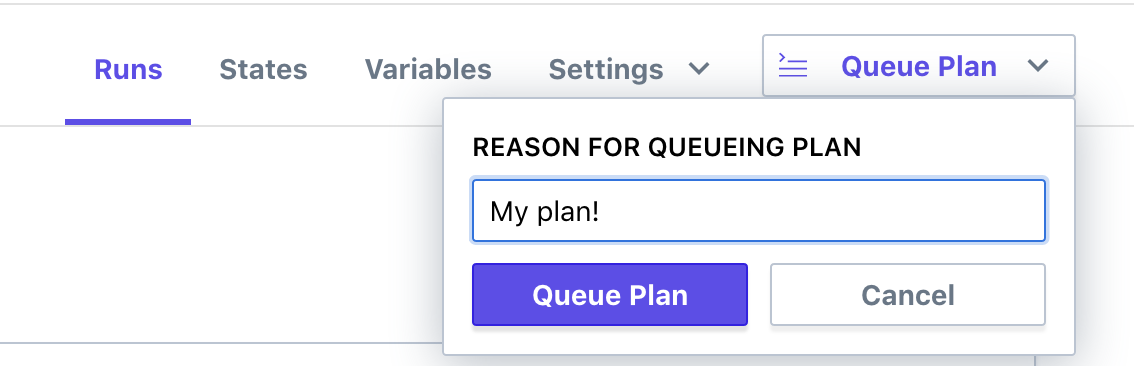 Runs States Variables Settings Queue Plan
REASON FOR QUEUEING PLAN
My plan!
Queue Plan Cancel